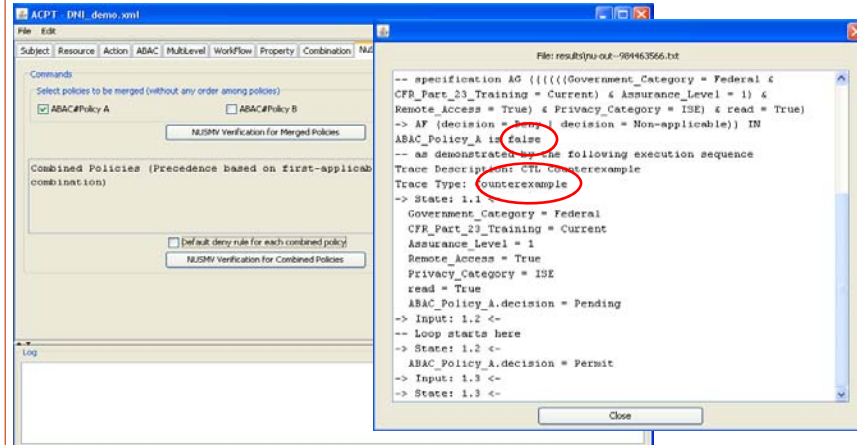 ACPT - DNI_demo.xml
File Edit
Subject Resource Action ABAC MultiLevel WorkFlow Property Combination
Commands
Select policies to be merged (without any order among policies)
ABAC#Policy A ABAC#Policy B
NUSMV Verification for Merged Policies
Combined Policies (Precedence based on
combination)
Default deny rule for each combined policy
NUSMV Verification for Combined Policies
Log
File: results\nu-out--984463566.txt
-- specification AG ((((((Government_Category = Federal &
CFR_Part_23_Training = Current) & Assurance_Level = 1) &
Remote_Access = True) & Privacy_Category = ISE) & read = True)
-> AF (decision = Deny | decision = Non-applicable)) IN
ABAC_Policy_A is false
-- as demonstrated by the following execution sequence
Trace Description: CTL Counterexample
Trace Type: Counterexample
-> State: 1.1 <-
Government_Category = Federal
CFR_Part_23_Training = Current
Assurance_Level = 1
Remote_Access = True
Privacy_Category = ISE
read = True
ABAC_Policy_A.decision = Pending
-> Input: 1.2 <-
-- Loop starts here
-> State: 1.2 <-
ABAC_Policy_A.decision = Permit
-> Input: 1.3 <-
-> State: 1.3 <-
Close